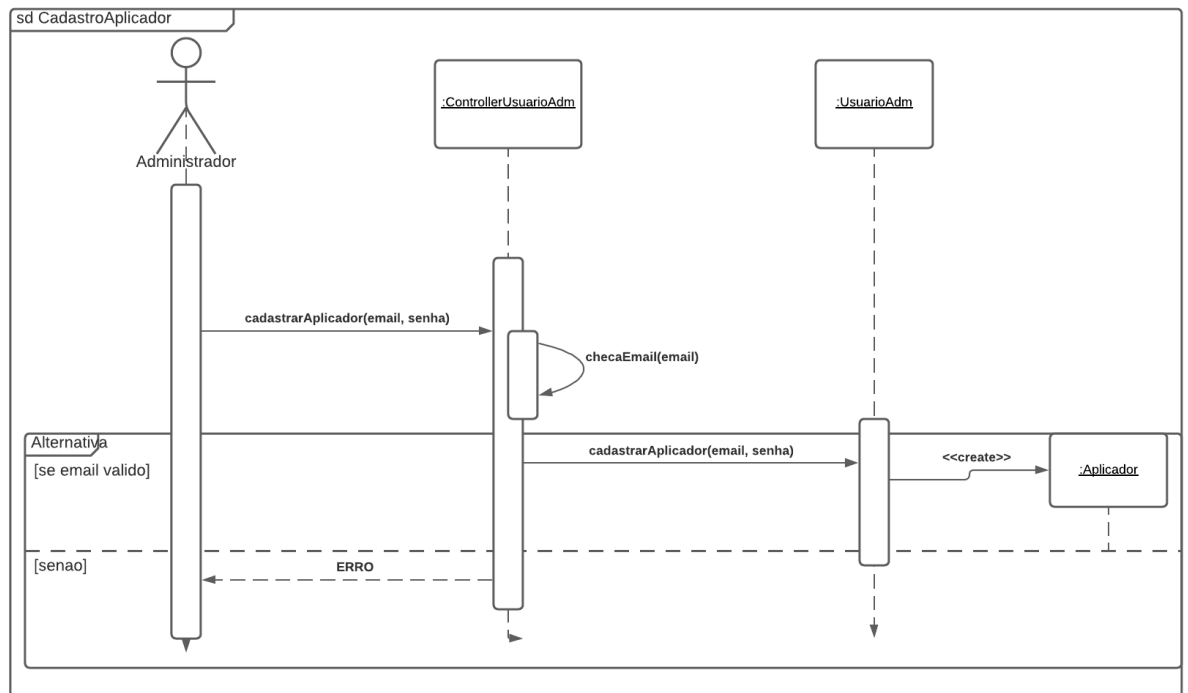 sd CadastroAplicador
:ControllerUsuarioAdm
:UsuarioAdm
Administrador
cadastrarAplicador(email, senha)
checaEmail(email)
Alternativa
[se email valido]
cadastrarAplicador(email, senha)
<<create>>
:Aplicador
[senao]
ERRO